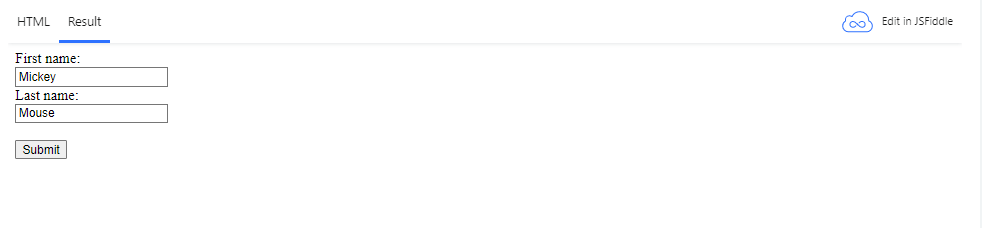 HTML Result Edit in JSFiddle
First name:
Mickey
Last name:
Mouse
Submit